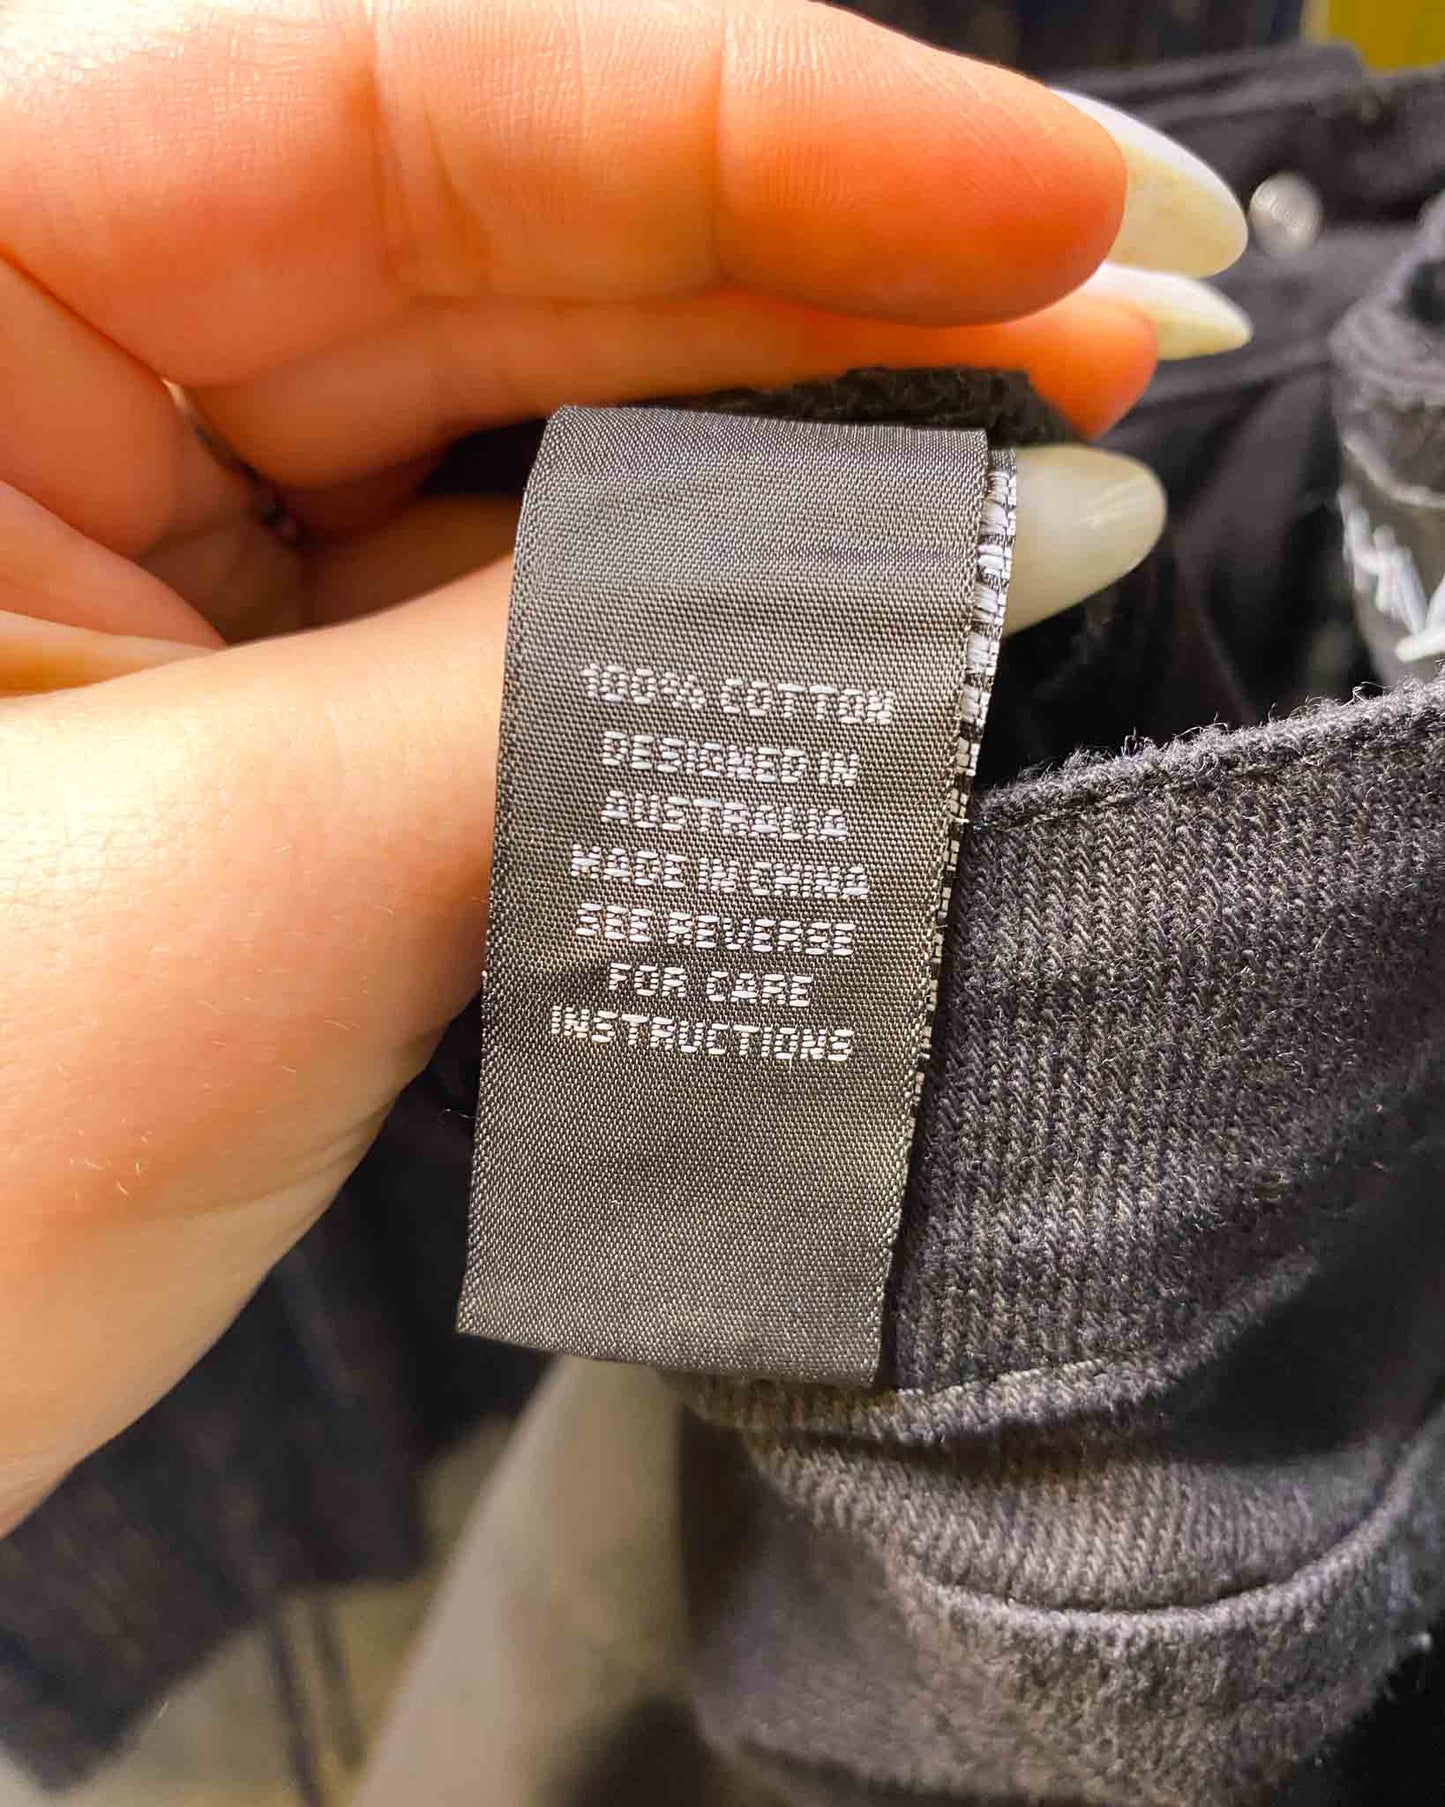 100% COTTON
DESIGNED IN
AUSTRALIA
MADE IN CHINA
SEE REVERSE
FOR CARE
INSTRUCTIONS